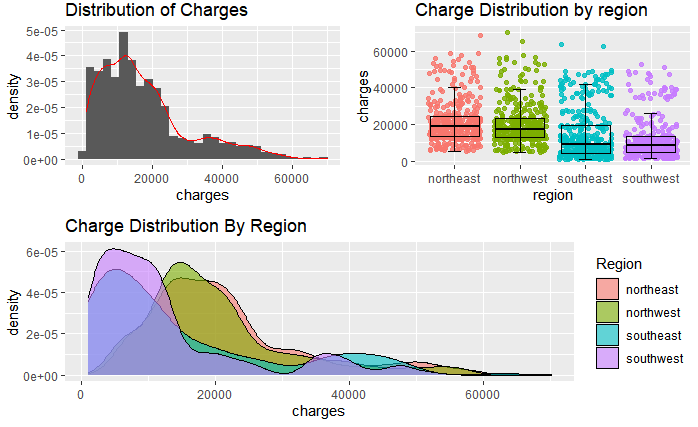 Distribution of Charges
5e-05
4e-05
3e-05
2e-05
1e-05
0e+00
density
0 20000 40000 60000
charges
Charge Distribution by region
60000
40000
20000
0
charges
northeast northwest southeast southwest
region
Charge Distribution By Region
6e-05
4e-05
2e-05
0e+00
density
0 20000 40000 60000
charges
Region
northeast
northwest
southeast
southwest